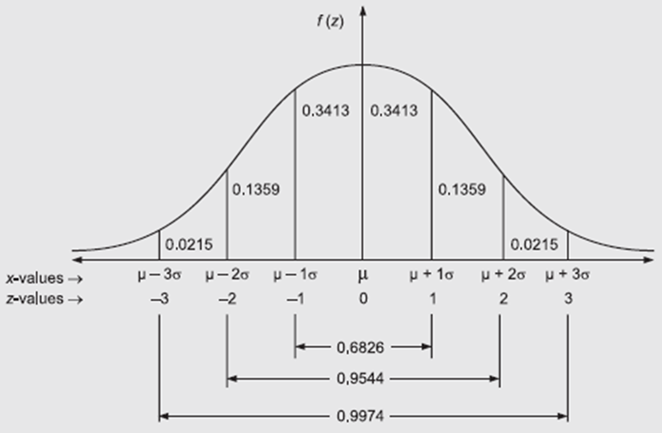 f (z)
0.3413 0.3413
0.1359 0.1359
0.0215 0.0215
x-values → μ – 3σ μ – 2σ μ – 1σ μ μ + 1σ μ + 2σ μ + 3σ
z-values → –3 –2 –1 0 1 2 3
0.6826
0.9544
0.9974